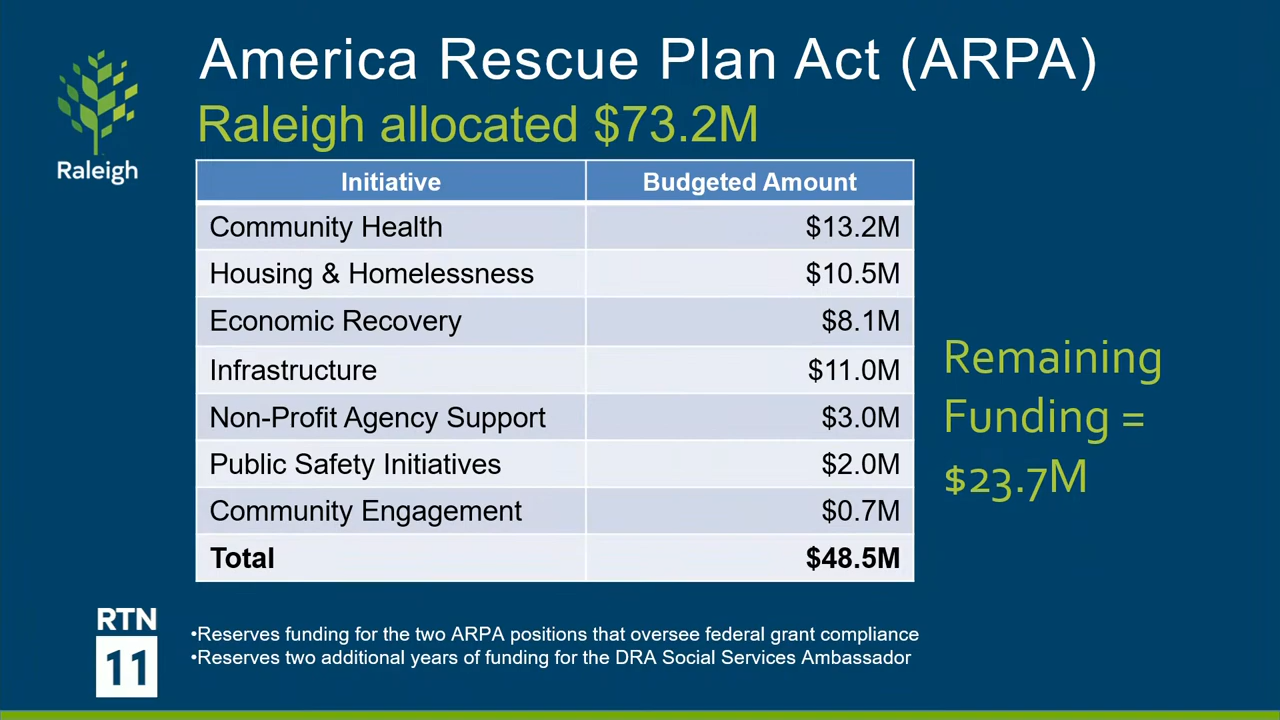 America Rescue Plan Act (ARPA)
Raleigh allocated $73.2M
Raleigh
Initiative Budgeted Amount
Community Health $13.2M
Housing & Homelessness $10.5M
Economic Recovery $8.1M
Infrastructure $11.0M
Non-Profit Agency Support $3.0M
Public Safety Initiatives $2.0M
Community Engagement $0.7M
Total $48.5M
Remaining
Funding =
$23.7M
RTN
11
•Reserves funding for the two ARPA positions that oversee federal grant compliance
•Reserves two additional years of funding for the DRA Social Services Ambassador